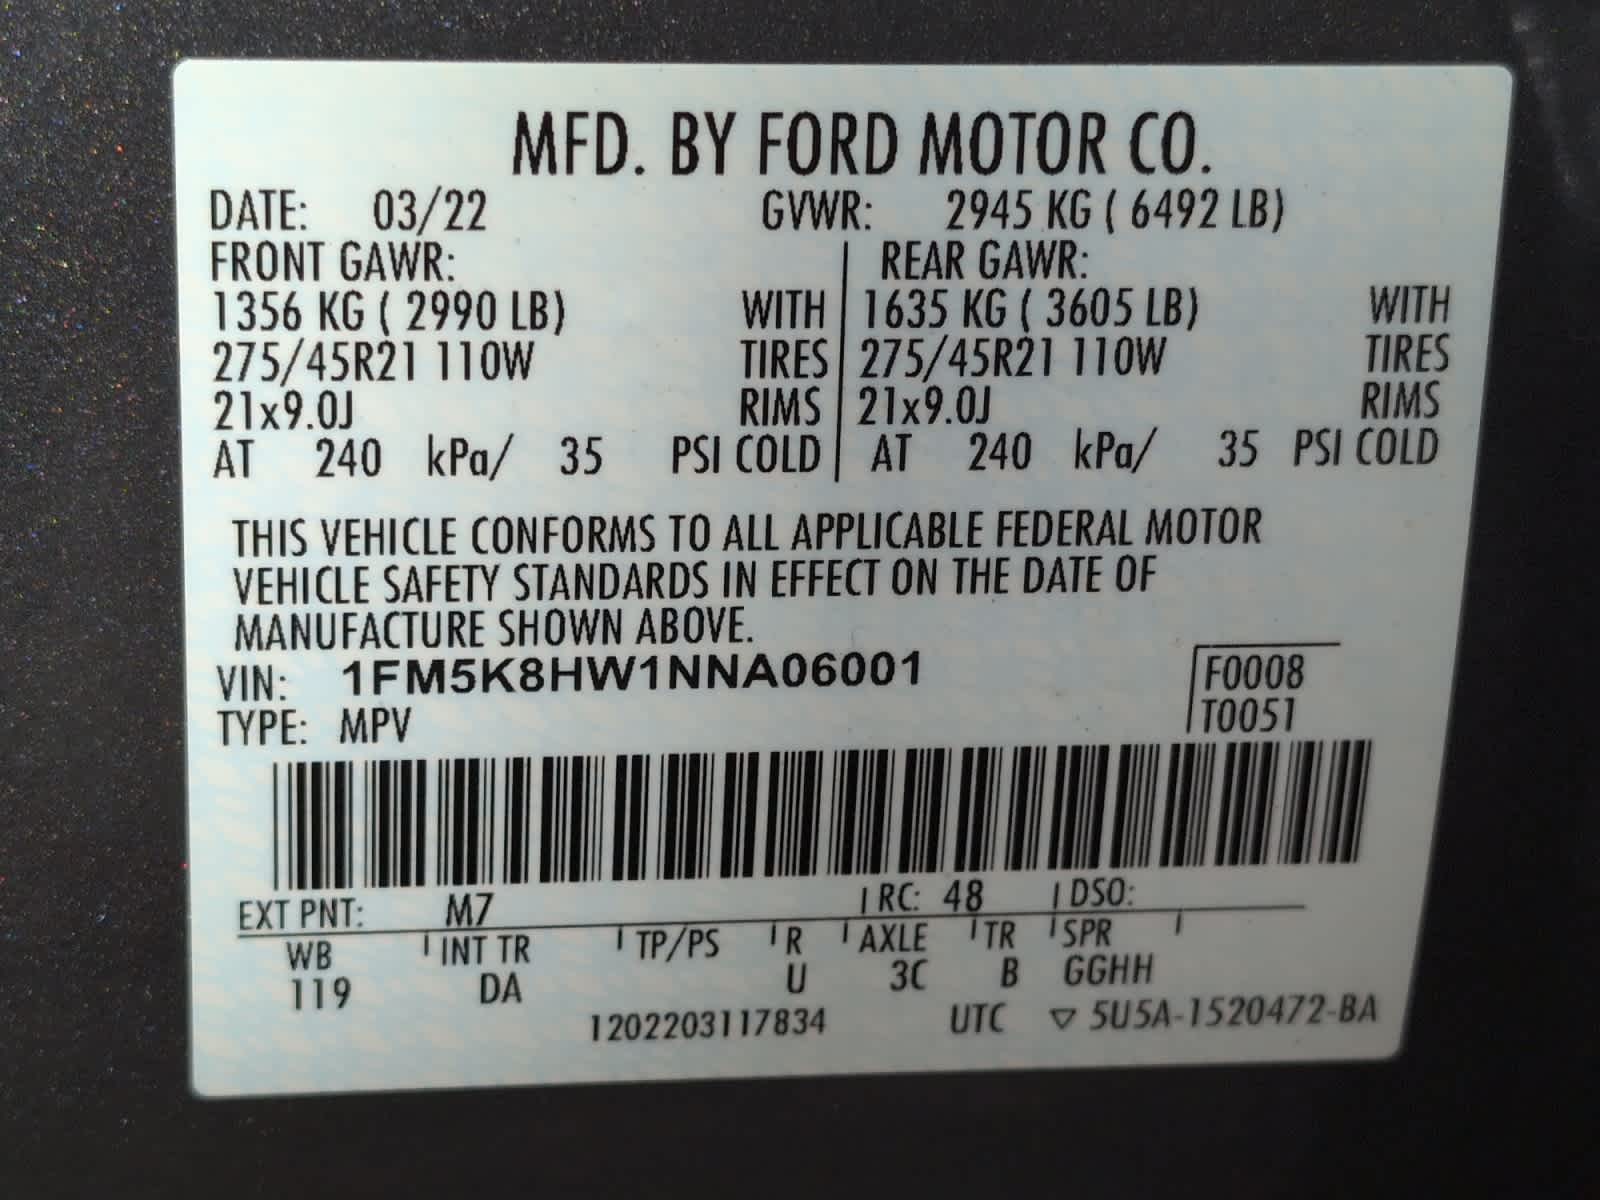 MFD. BY FORD MOTOR CO.
DATE: 03/22 GVWR: 2945 KG ( 6492 LB)
FRONT GAWR: REAR GAWR:
1356 KG ( 2990 LB) WITH 1635 KG ( 3605 LB) WITH
275/45R21 110W TIRES 275/45R21 110W TIRES
21x9.0J RIMS 21x9.0J RIMS
AT 240 kPa/ 35 PSI COLD AT 240 kPa/ 35 PSI COLD
THIS VEHICLE CONFORMS TO ALL APPLICABLE FEDERAL MOTOR
VEHICLE SAFETY STANDARDS IN EFFECT ON THE DATE OF
MANUFACTURE SHOWN ABOVE.
VIN: 1FM5K8HW1NNA06001 F0008
TYPE: MPV T0051
EXT PNT: M7 RC: 48 DSO:
WB INT TR TP/PS R AXLE TR SPR
119 DA U 3C B GGHH
1202203117834 UTC ▽ 5U5A-1520472-BA